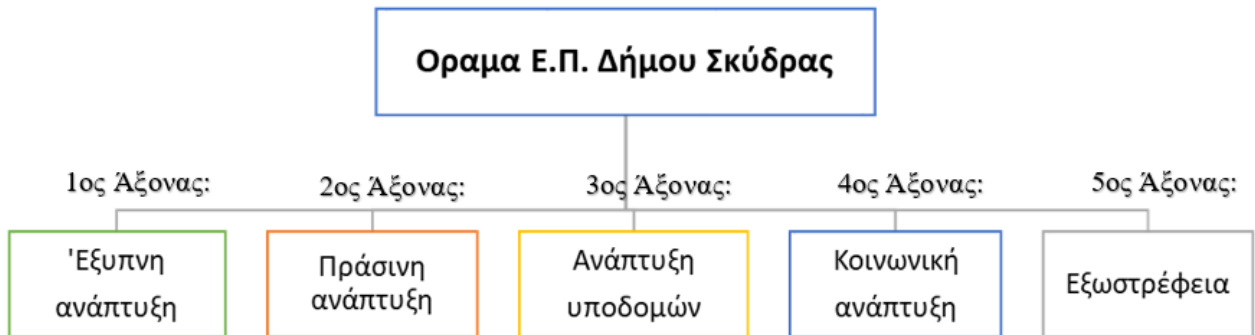 Οραμα Ε.Π. Δήμου Σκύδρας
1ος Άξονας:
2ος Άξονας:
3ος Άξονας:
4ος Άξονας:
5ος Άξονας:
'Εξυπνη
ανάπτυξη
Πράσινη
ανάπτυξη
Ανάπτυξη
υποδομών
Κοινωνική
ανάπτυξη
Εξωστρέφεια